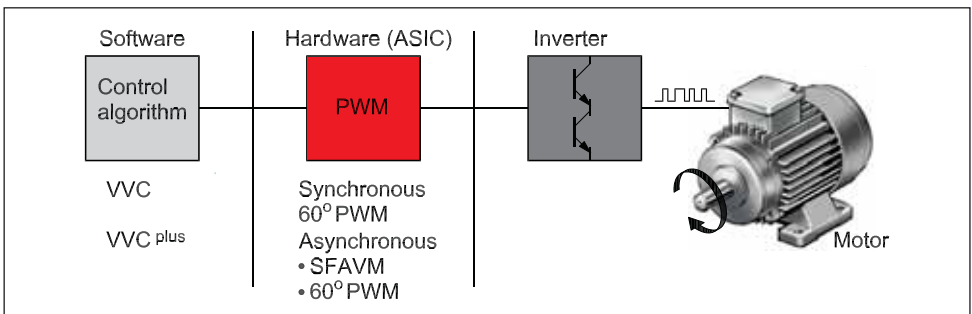 Software
Hardware (ASIC)
Inverter
Control
algorithm
PWM
VVC
VVC plus
Synchronous
60° PWM
Asynchronous
• SFAVM
• 60° PWM
Motor